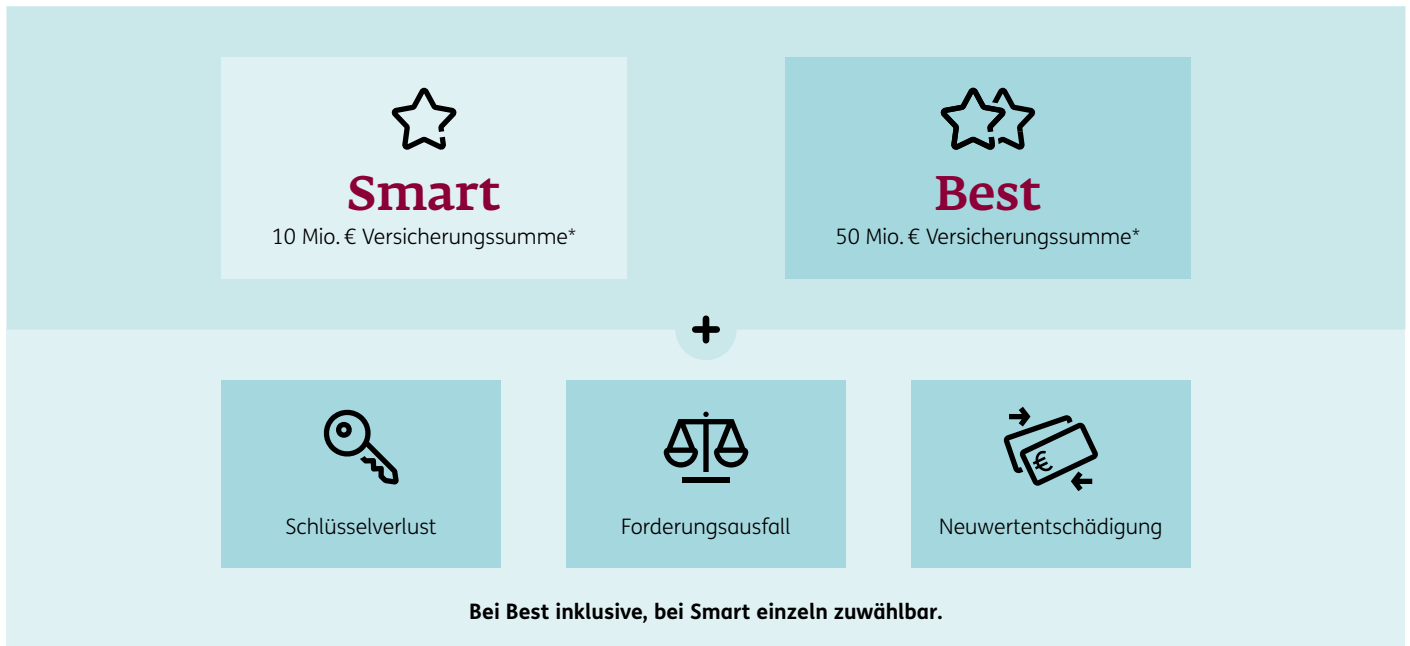 Smart
10 Mio. € Versicherungssumme*
Best
50 Mio. € Versicherungssumme*
+
Schlüsselverlust
Forderungsausfall
€
Neuwertentschädigung
Bei Best inklusive, bei Smart einzeln zuwählbar.